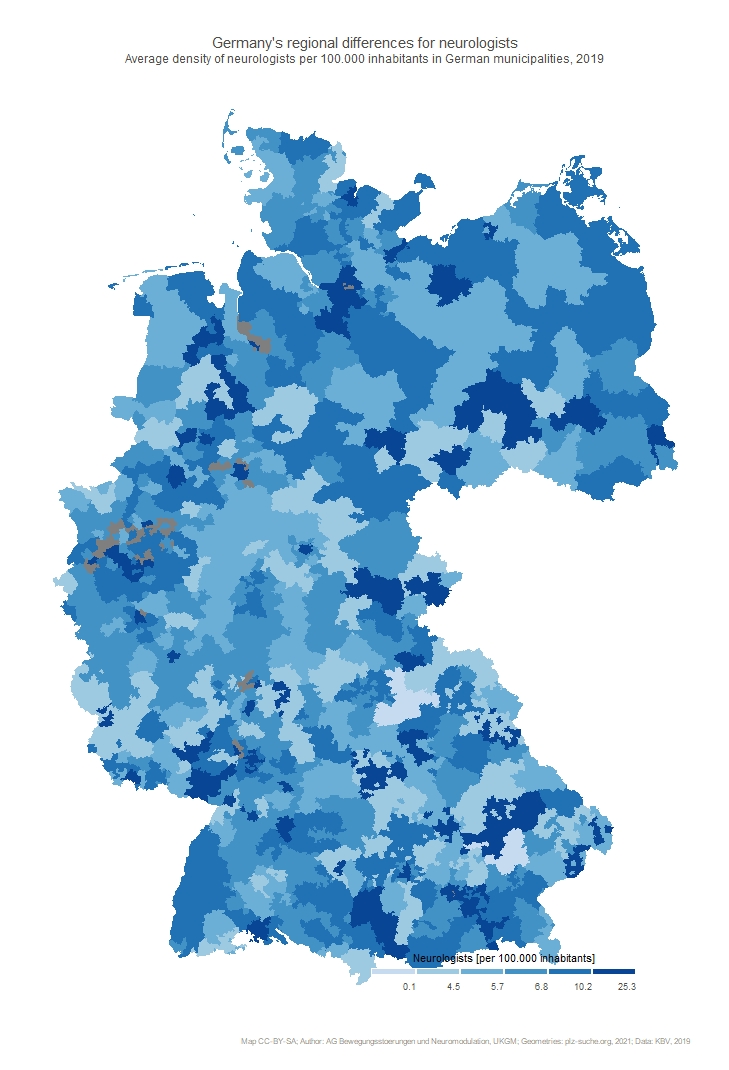 Germany's regional differences for neurologists
Average density of neurologists per 100.000 inhabitants in German municipalities, 2019
Neurologists [per 100.000 inhabitants]
0.1 4.5 5.7 6.8 10.2 25.3
Map CC-BY-SA; Author: AG Bewegungsstoerungen und Neuromodulation, UKGM; Geometries: plz-suche.org, 2021; Data: KBV, 2019